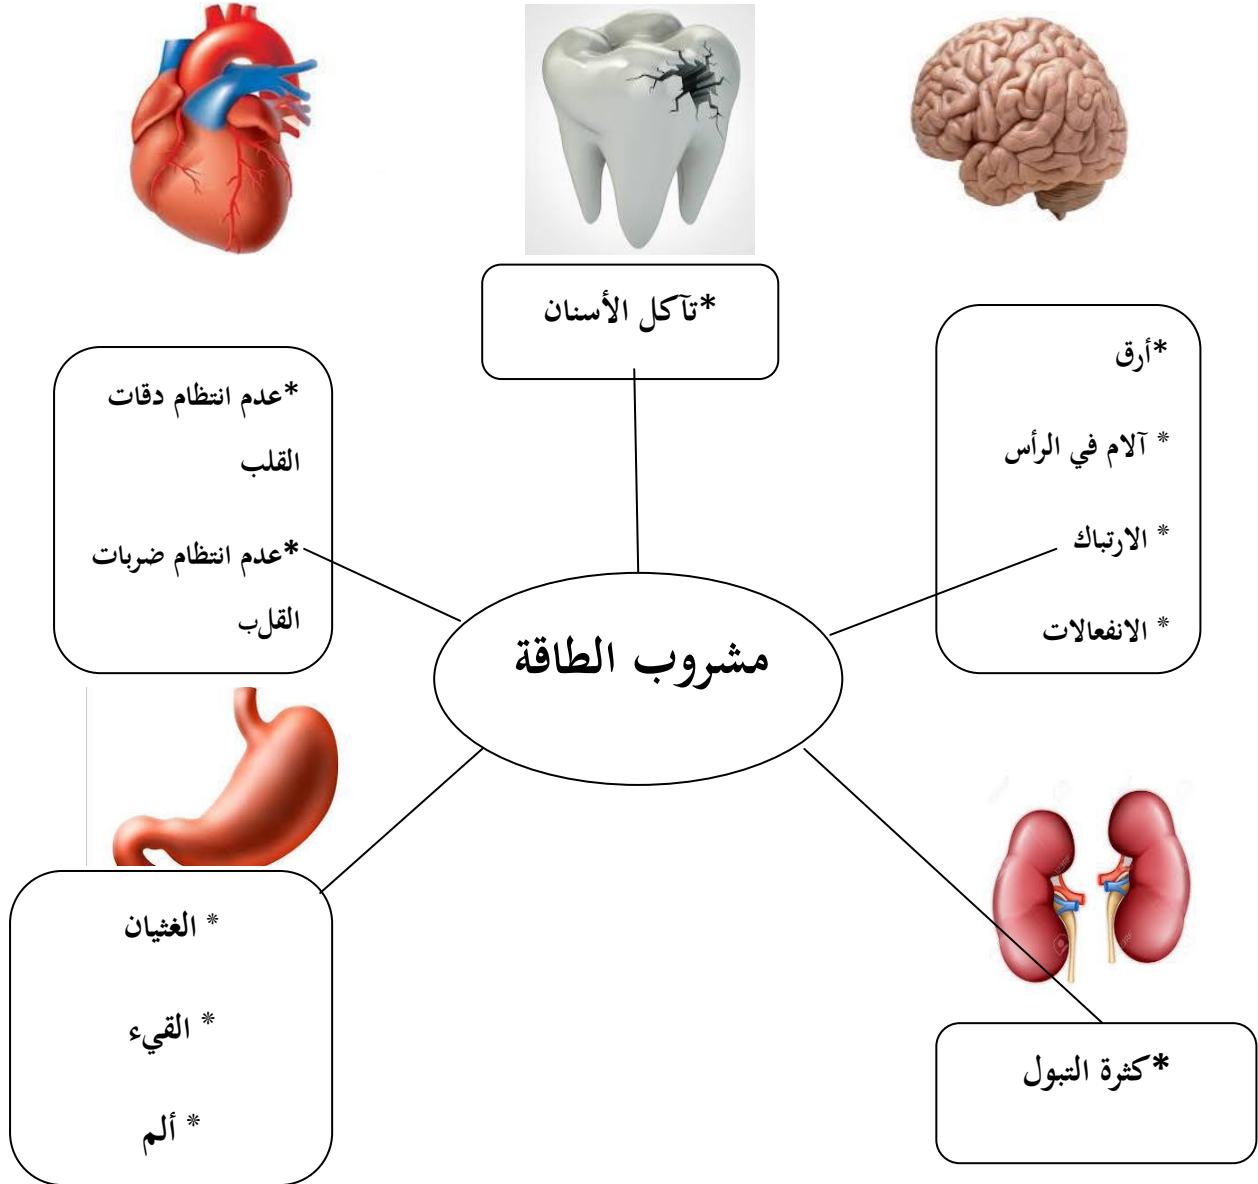 *تآكل الأسنان
*أرق
* آلام في الرأس
* الارتباك
* الانفعالات
*عدم انتظام دقات
القلب
*عدم انتظام ضربات
القلب
مشروب الطاقة
* الغثيان
* القيء
* ألم
*كثرة التبول